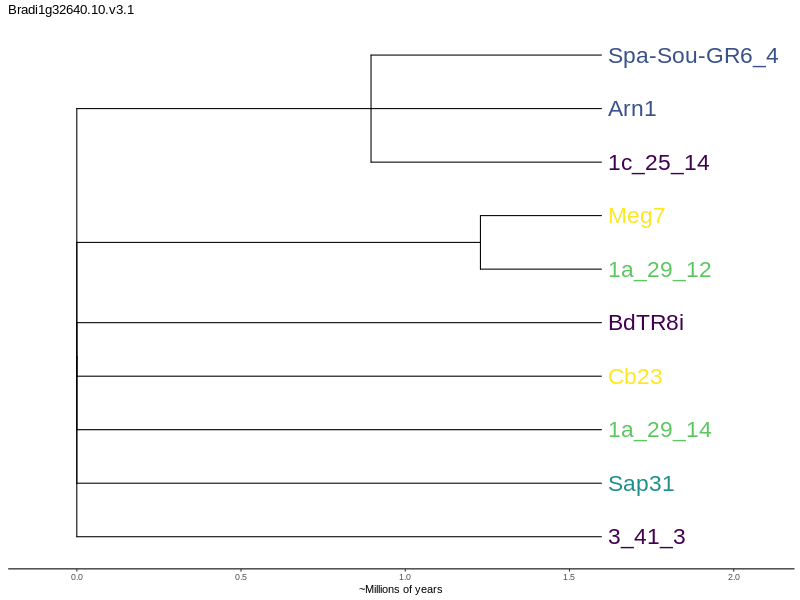 Bradi1g32640.10.v3.1
Spa-Sou-GR6_4
Arn1
1c_25_14
Meg7
1a_29_12
BdTR8i
Cb23
1a_29_14
Sap31
3_41_3
0.0 0.5 1.0 1.5 2.0
~Millions of years